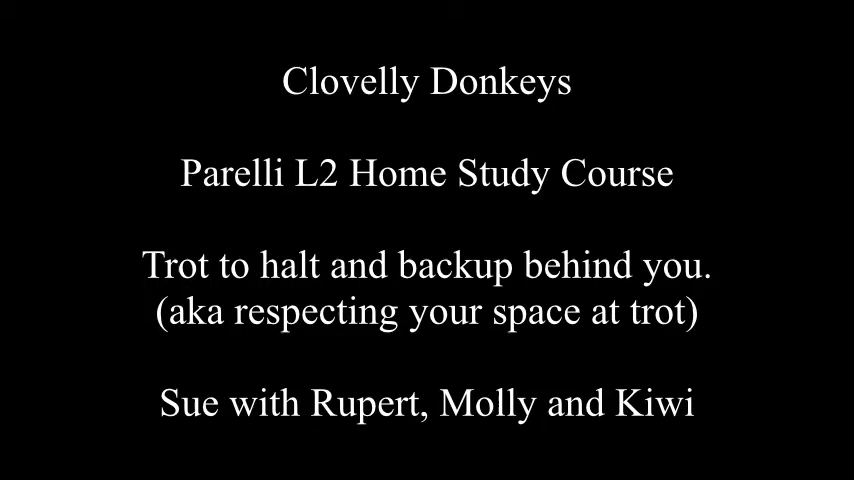 Clovelly Donkeys
Parelli L2 Home Study Course
Trot to halt and backup behind you.
(aka respecting your space at trot)
Sue with Rupert, Molly and Kiwi